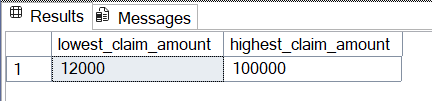 Results Messages
lowest_claim_amount highest_claim_amount
1 12000 100000